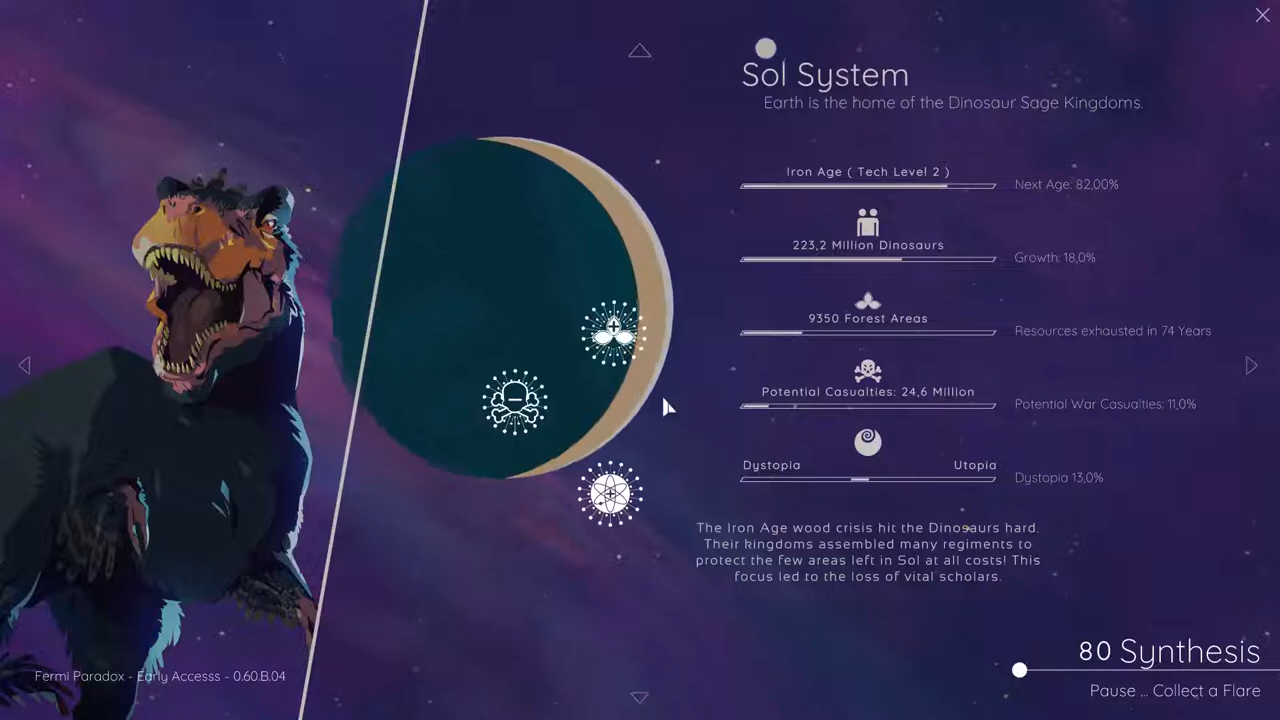 Sol System
Earth is the home of the Dinosaur Sage Kingdoms.
Iron Age ( Tech Level 2 )
Next Age: 82,00%
223,2 Million Dinosaurs
Growth: 18,0%
9350 Forest Areas
Resources exhausted in 74 Years
Potential Casualties: 24,6 Million
Potential War Casualties: 11,0%
Dystopia Utopia
Dystopia 13,0%
The Iron Age wood crisis hit the Dinosaurs hard.
Their kingdoms assembled many regiments to
protect the few areas left in Sol at all costs! This
focus led to the loss of vital scholars.
80 Synthesis
Pause ... Collect a Flare
Fermi Paradox - Early Accesss - 0.60.B.04